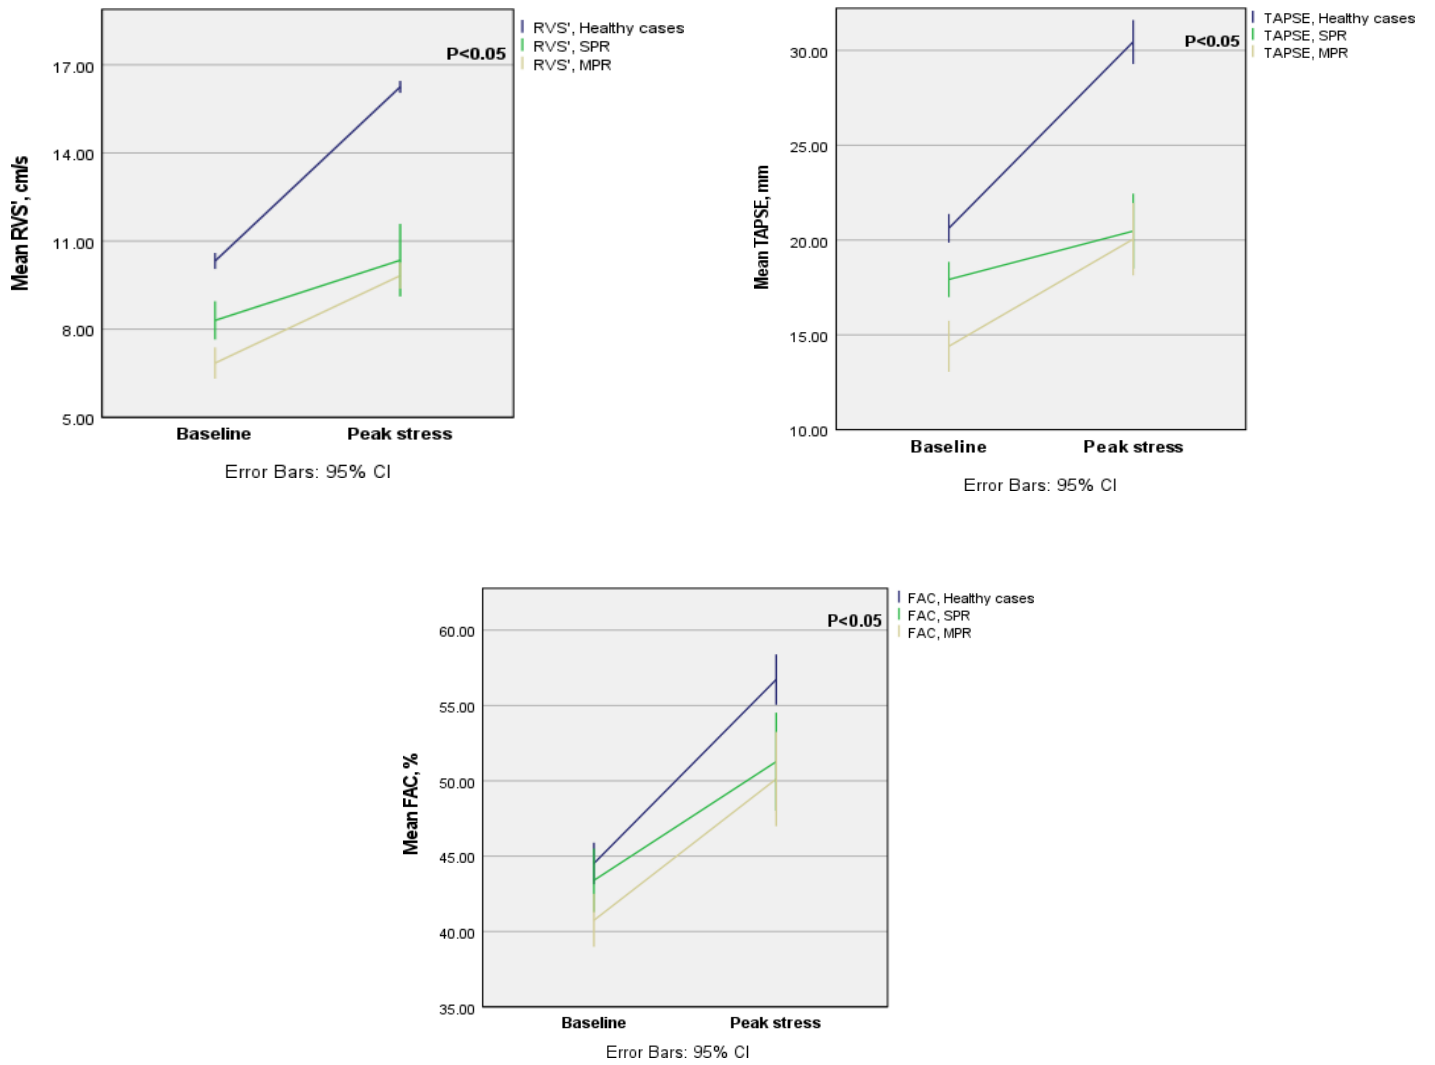 RVS', Healthy cases
RVS', SPR
RVS', MPR
P<0.05
17.00
14.00
11.00
8.00
5.00
Mean RVS', cm/s
Baseline Peak stress
Error Bars: 95% CI
TAPSE, Healthy cases
TAPSE, SPR
TAPSE, MPR
P<0.05
30.00
25.00
20.00
15.00
10.00
Mean TAPSE, mm
Baseline Peak stress
Error Bars: 95% CI
FAC, Healthy cases
FAC, SPR
FAC, MPR
P<0.05
60.00
55.00
50.00
45.00
40.00
35.00
Mean FAC, %
Baseline Peak stress
Error Bars: 95% CI